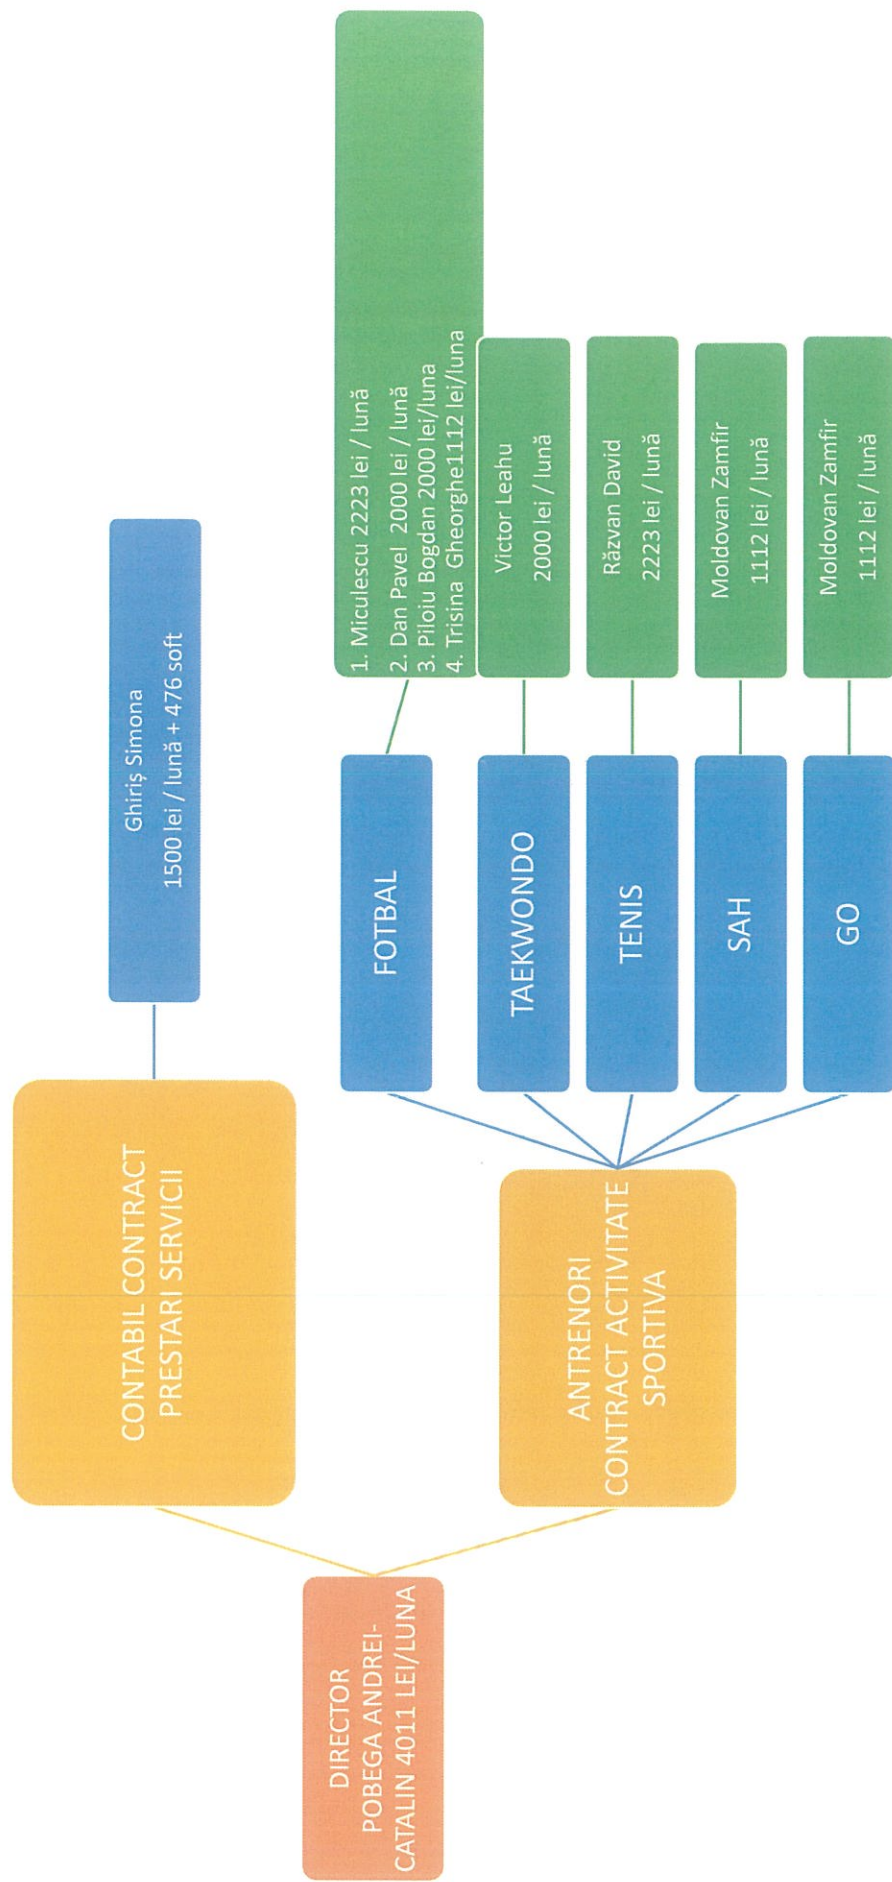 DIRECTOR
POBEGA ANDREI-
CATALIN 4011 LEI/LUNA
CONTABIL CONTRACT
PRESTARI SERVICII
Ghiriș Simona
1500 lei / lună + 476 soft
ANTRENORI
CONTRACT ACTIVITATE
SPORTIVA
FOTBAL
1. Miculescu 2223 lei / lună
2. Dan Pavel 2000 lei / lună
3. Piloiu Bogdan 2000 lei/luna
4. Trisina Gheorghe1112 lei/luna
TAEKWONDO
Victor Leahu
2000 lei / lună
TENIS
Răzvan David
2223 lei / lună
SAH
Moldovan Zamfir
1112 lei / lună
GO
Moldovan Zamfir
1112 lei / lună